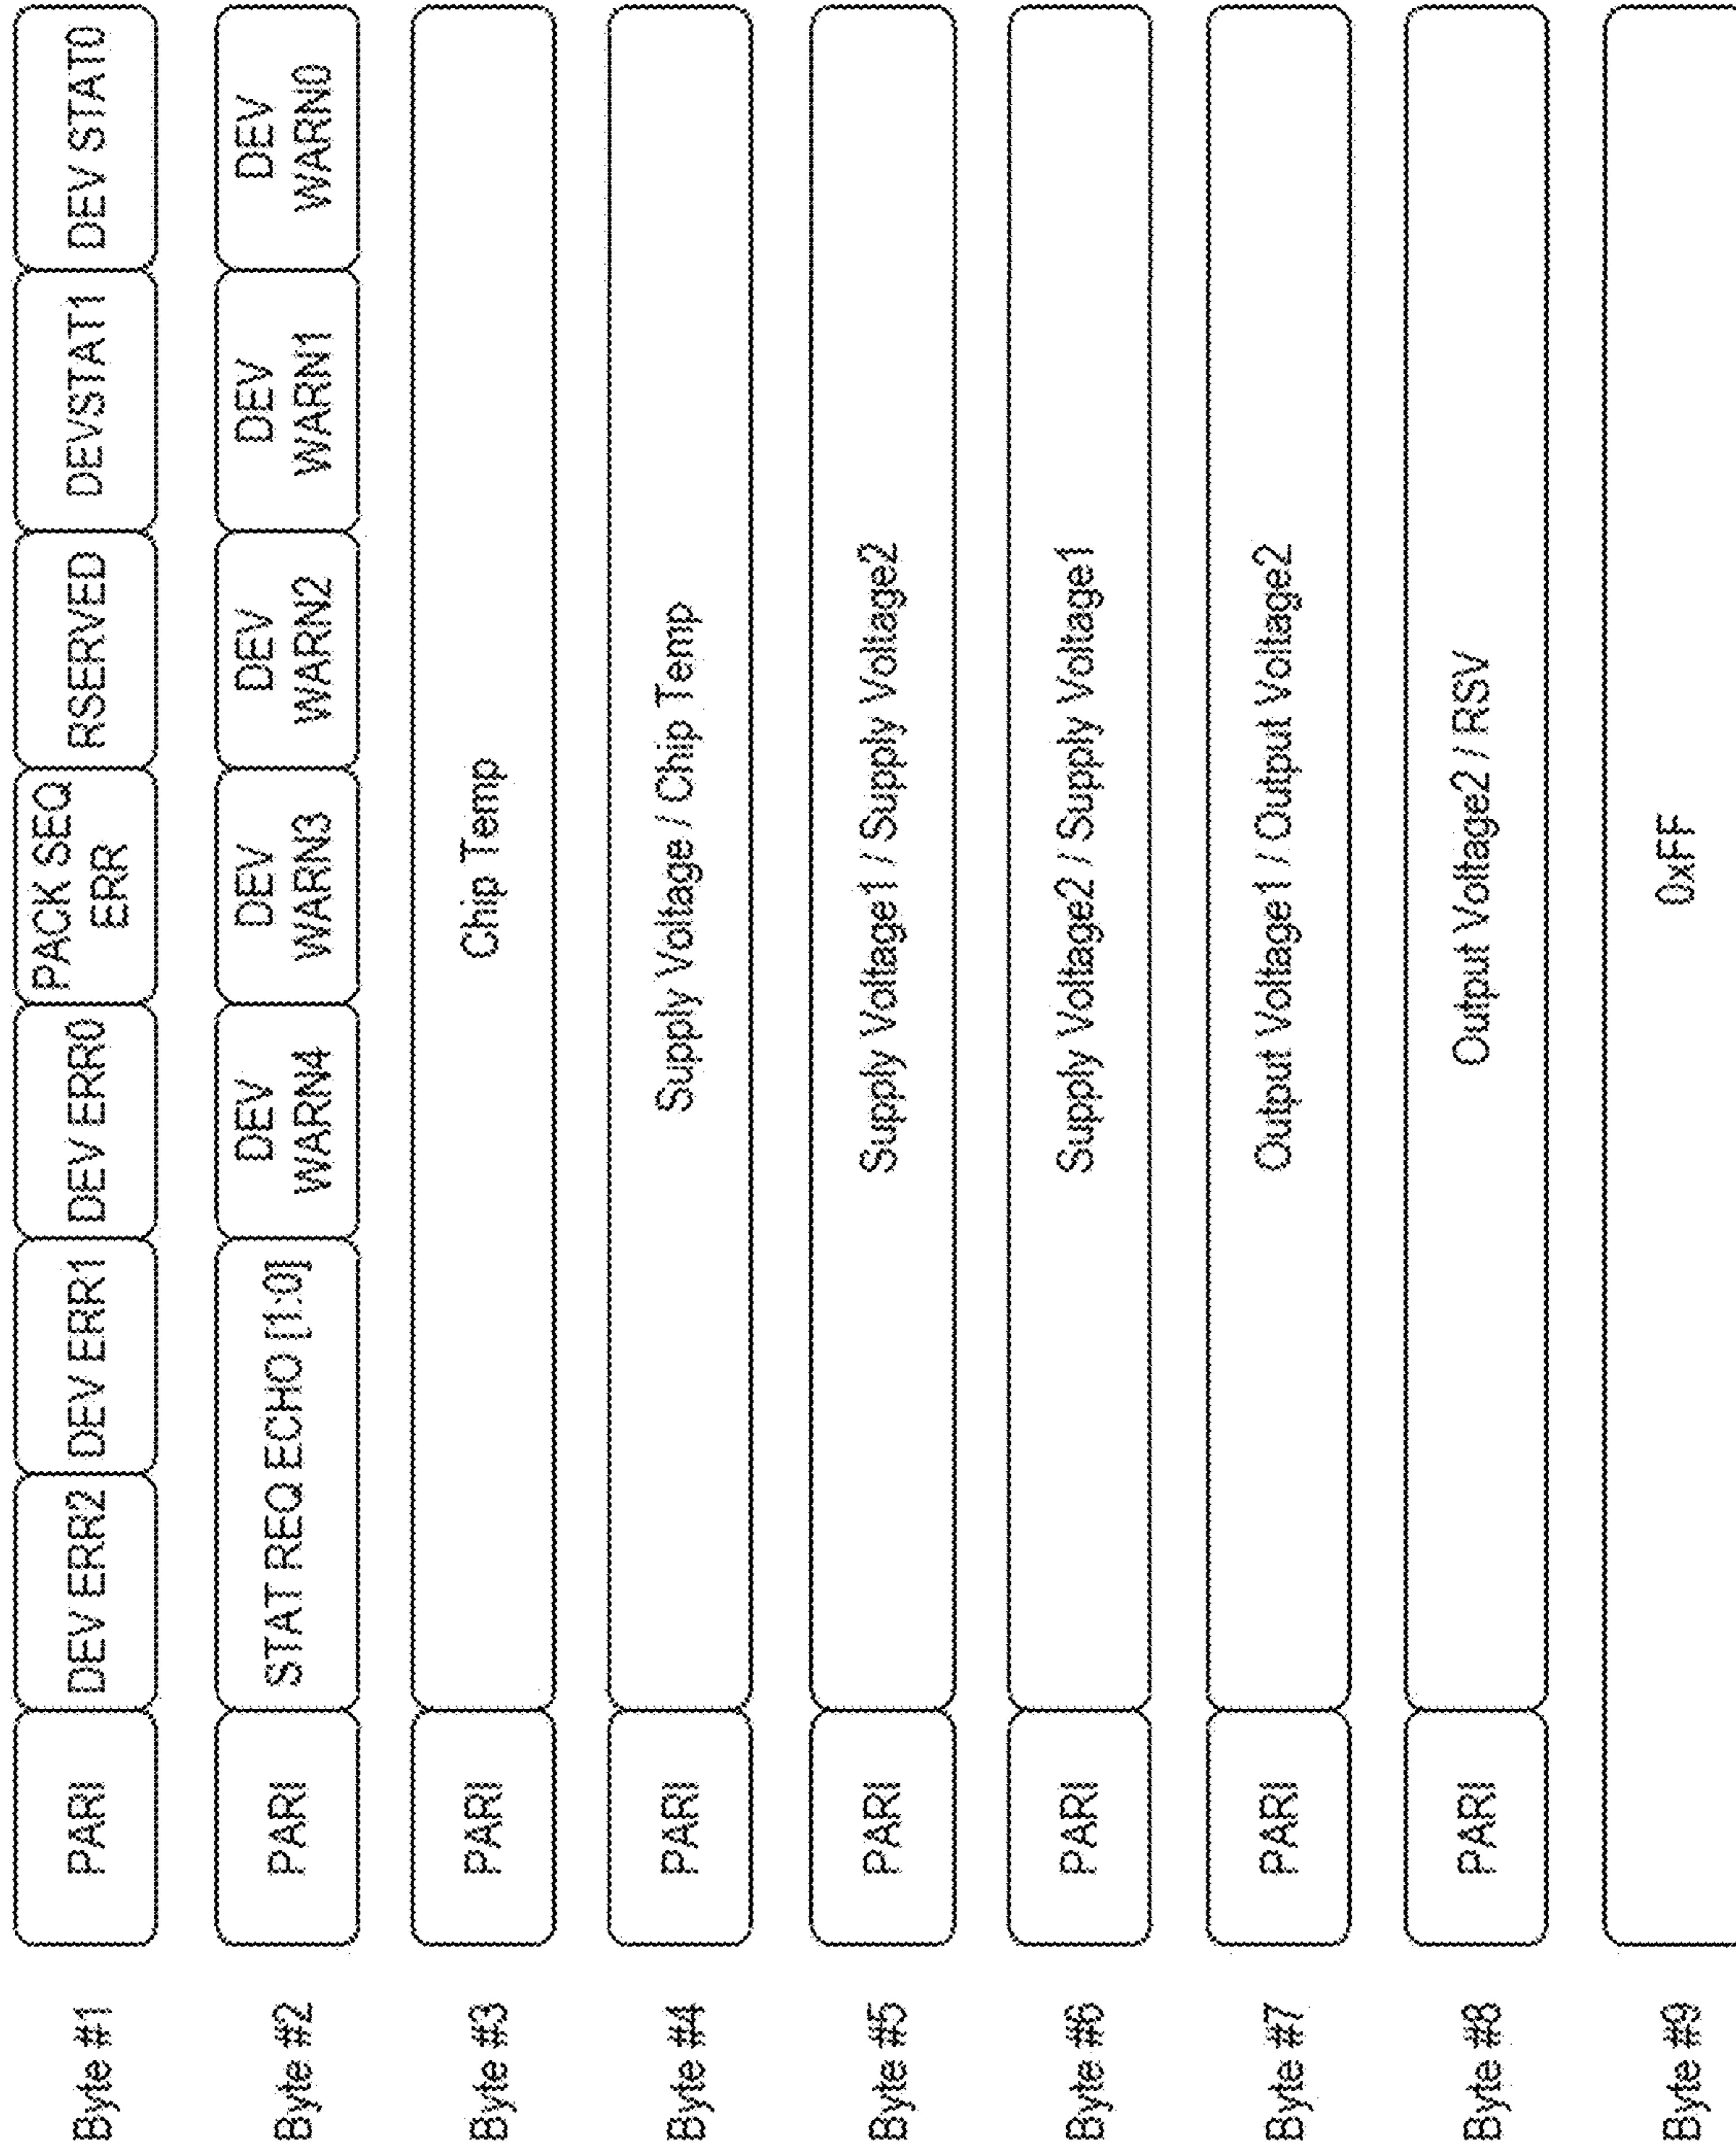 Byte #1 PARI DEV ERR2 DEV ERR1 DEV ERR0 PACK SEQ RSERVED DEVSTAT1 DEV STAT0
ERR
Byte #2 PARI STAT REQ ECHO [1:0] DEV DEV DEV DEV DEV
WARN4 WARN3 WARN2 WARN1 WARN0
Byte #3 PARI Chip Temp
Byte #4 PARI Supply Voltage / Chip Temp
Byte #5 PARI Supply Voltage1 / Supply Voltage2
Byte #6 PARI Supply Voltage2 / Supply Voltage1
Byte #7 PARI Output Voltage1 / Output Voltage2
Byte #8 PARI Output Voltage2 / RSV
Byte #9 0xFF